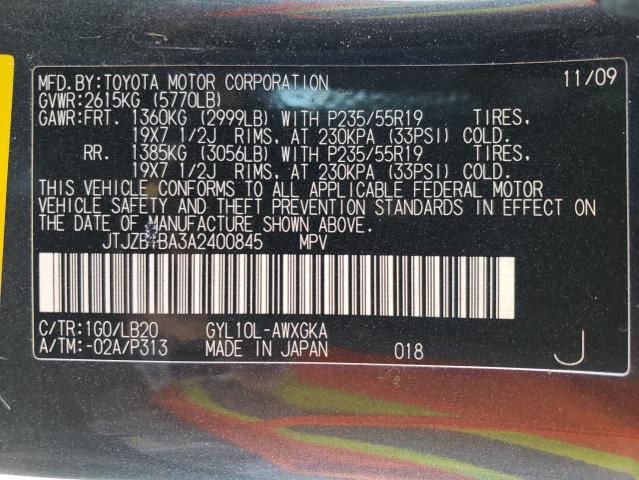 MFD.BY:TOYOTA MOTOR CORPORATION 11/09
GVWR:2615KG (5770LB)
GAWR:FRT. 1360KG (2999LB) WITH P235/55R19 TIRES,
19X7 1/2J RIMS, AT 230KPA (33PSI) COLD.
RR. 1385KG (3056LB) WITH P235/55R19 TIRES,
19X7 1/2J RIMS, AT 230KPA (33PSI) COLD.
THIS VEHICLE CONFORMS TO ALL APPLICABLE FEDERAL MOTOR
VEHICLE SAFETY AND THEFT PREVENTION STANDARDS IN EFFECT ON
THE DATE OF MANUFACTURE SHOWN ABOVE.
JTJZB1BA3A2400845 MPV
C/TR:1G0/LB20 GYL10L-AWXGKA
A/TM:-02A/P313 MADE IN JAPAN 018 J